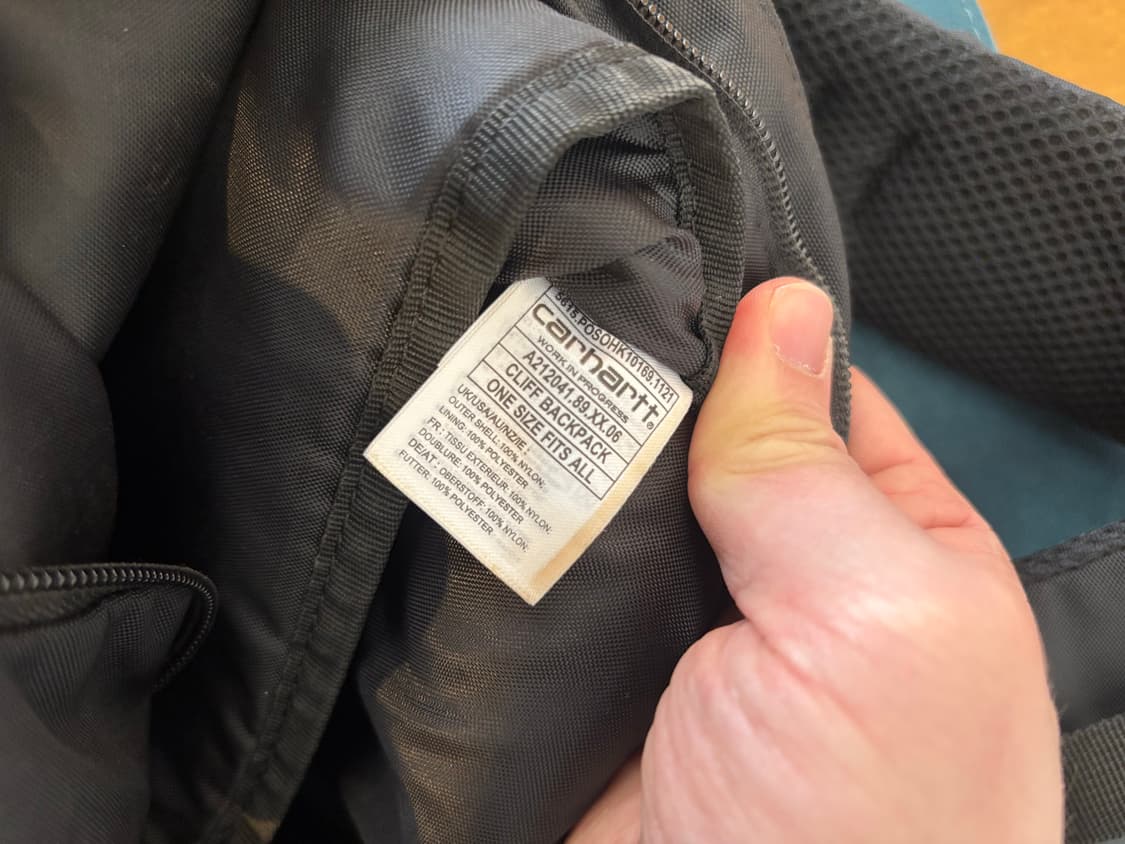 5615.POSOHK10169.1121
carhartt®
WORK IN PROGRESS
A212041.89.XX.06
CLIFF BACKPACK
ONE SIZE FITS ALL
UK/USA/AU/NZ/IE :
OUTER SHELL: 100% NYLON:
LINING: 100% POLYESTER
FR : TISSU EXTERIEUR: 100% NYLON:
DOUBLURE: 100% POLYESTER
DE/AT : OBERSTOFF: 100% NYLON:
FUTTER: 100% POLYESTER